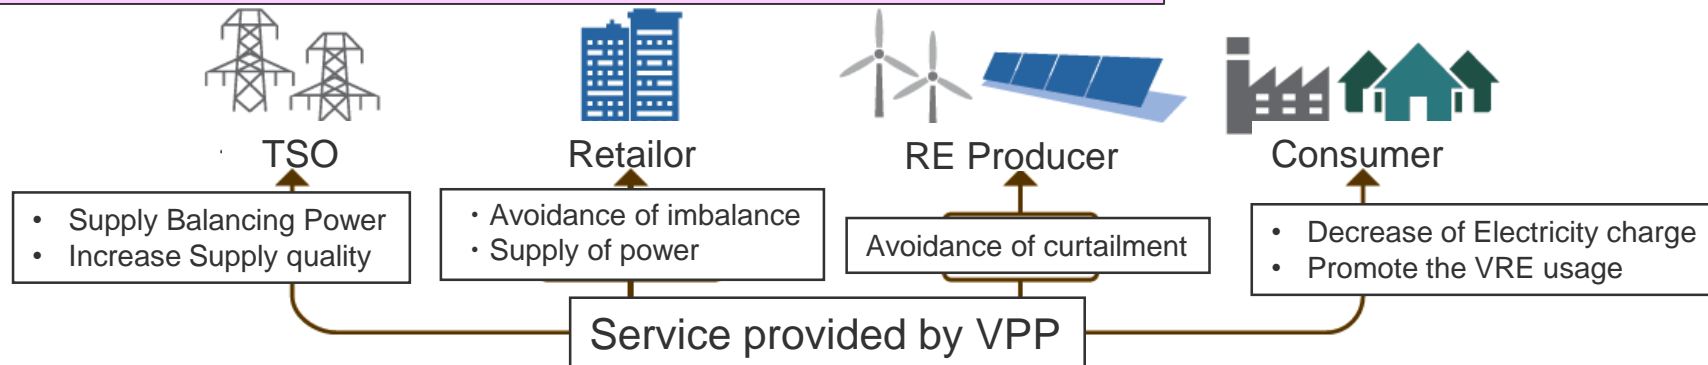 TSO
Retailor
RE Producer
Consumer
• Supply Balancing Power
• Increase Supply quality
・Avoidance of imbalance
・Supply of power
Avoidance of curtailment
• Decrease of Electricity charge
• Promote the VRE usage
Service provided by VPP